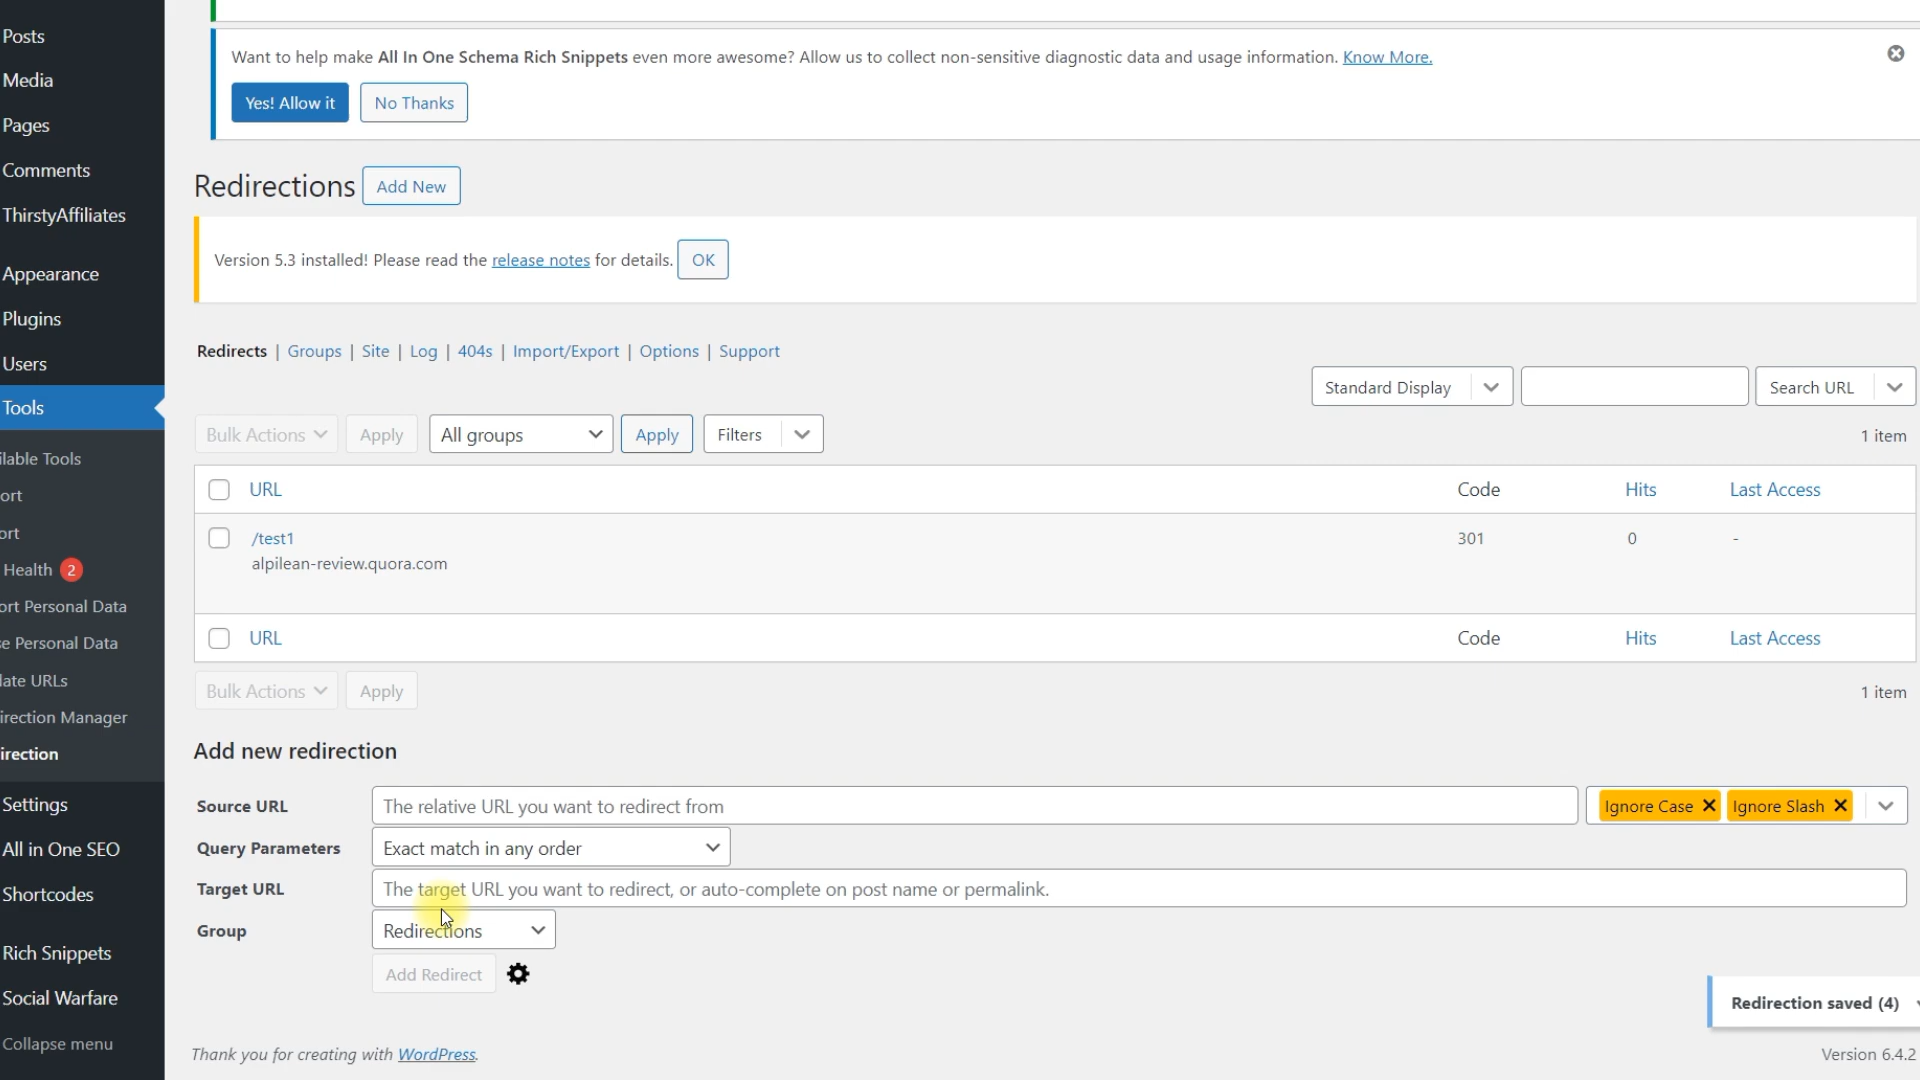 Posts
Media
Pages
Comments
ThirstyAffiliates
Appearance
Plugins
Users
Tools
ilable Tools
ort
ort
Health 2
ort Personal Data
se Personal Data
late URLs
irection Manager
irection
Settings
All in One SEO
Shortcodes
Rich Snippets
Social Warfare
Collapse menu
Want to help make All In One Schema Rich Snippets even more awesome? Allow us to collect non-sensitive diagnostic data and usage information. Know More.
Yes! Allow it No Thanks
Redirections Add New
Version 5.3 installed! Please read the release notes for details. OK
Redirects | Groups | Site | Log | 404s | Import/Export | Options | Support
Standard Display Search URL
Bulk Actions Apply All groups Apply Filters 1 item
URL Code Hits Last Access
/test1 301 0 -
alpilean-review.quora.com
URL Code Hits Last Access
Bulk Actions Apply 1 item
Add new redirection
Source URL The relative URL you want to redirect from Ignore Case Ignore Slash
Query Parameters Exact match in any order
Target URL The target URL you want to redirect, or auto-complete on post name or permalink.
Group Redirections
Add Redirect
Redirection saved (4)
Thank you for creating with WordPress. Version 6.4.2